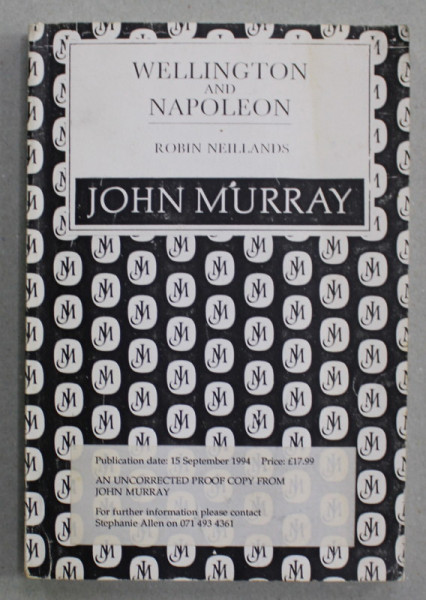 WELLINGTON
AND
NAPOLEON
ROBIN NEILLANDS
JOHN MURRAY
Publication date: 15 September 1994 Price: £17.99
AN UNCORRECTED PROOF COPY FROM
JOHN MURRAY
For further information please contact
Stephanie Allen on 071 493 4361